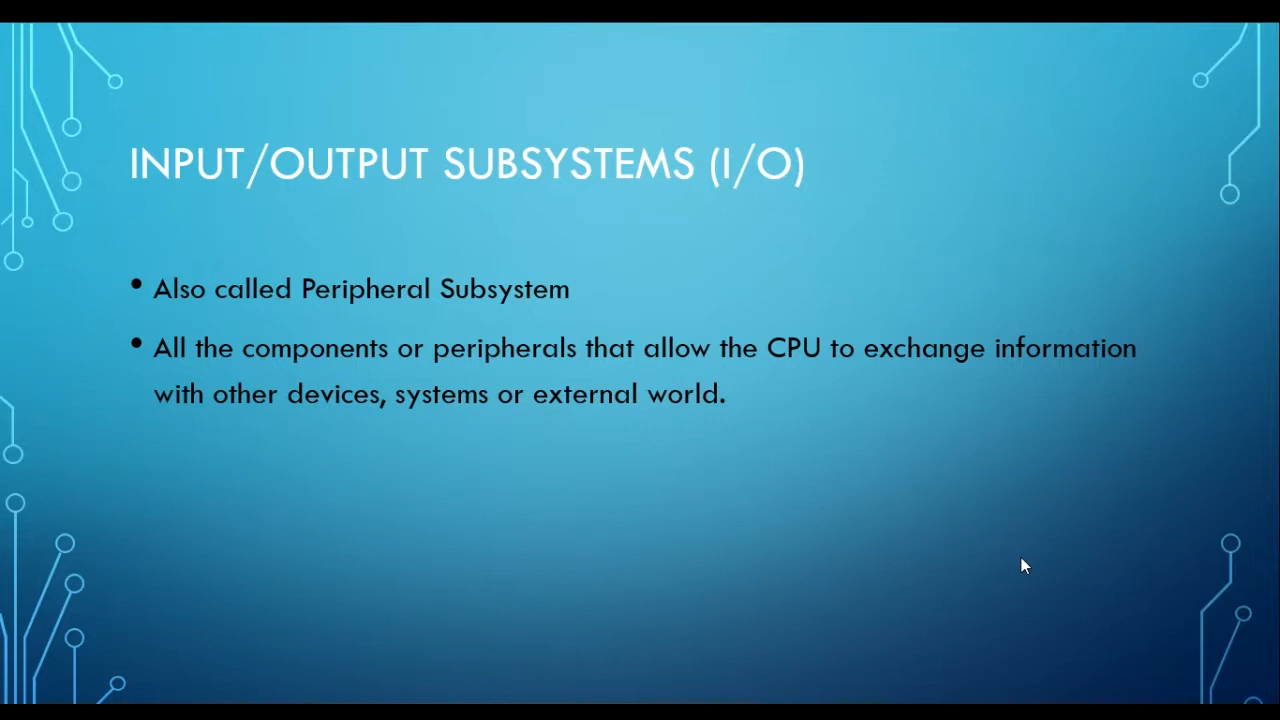 INPUT/OUTPUT SUBSYSTEMS (I/O)
• Also called Peripheral Subsystem
• All the components or peripherals that allow the CPU to exchange information
with other devices, systems or external world.